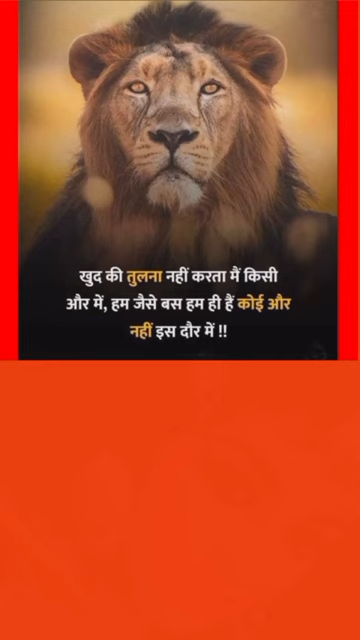 खुद की तुलना नहीं करता मैं किसी
और में, हम जैसे बस हम ही हैं कोई और
नहीं इस दौर में !!